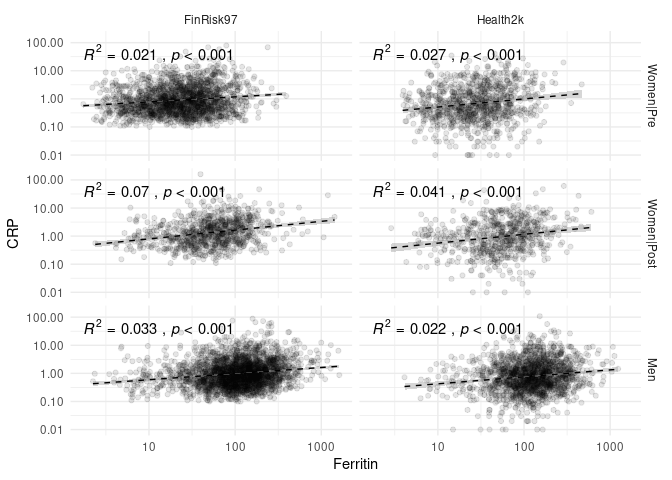 FinRisk97 Health2k
100.00
10.00
1.00
0.10
0.01
R² = 0.021 , p < 0.001
R² = 0.027 , p < 0.001
Women|Pre
100.00
10.00
1.00
0.10
0.01
R² = 0.07 , p < 0.001
R² = 0.041 , p < 0.001
Women|Post
100.00
10.00
1.00
0.10
0.01
R² = 0.033 , p < 0.001
R² = 0.022 , p < 0.001
Men
CRP
10 100 1000 10 100 1000
Ferritin